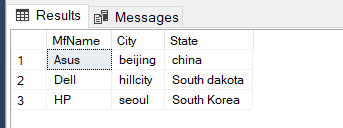 Results Messages
MfName City State
1 Asus beijing china
2 Dell hillcity South dakota
3 HP seoul South Korea